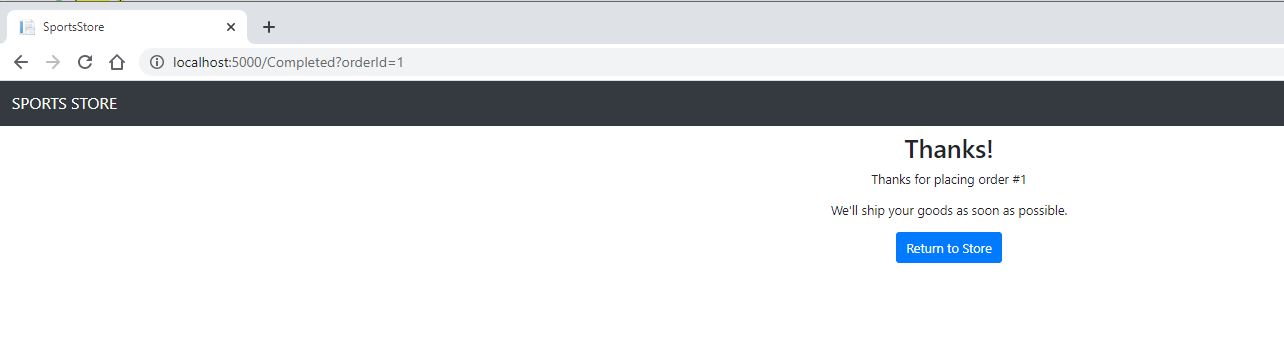 SportsStore
localhost:5000/Completed?orderId=1
SPORTS STORE
Thanks!
Thanks for placing order #1
We'll ship your goods as soon as possible.
Return to Store